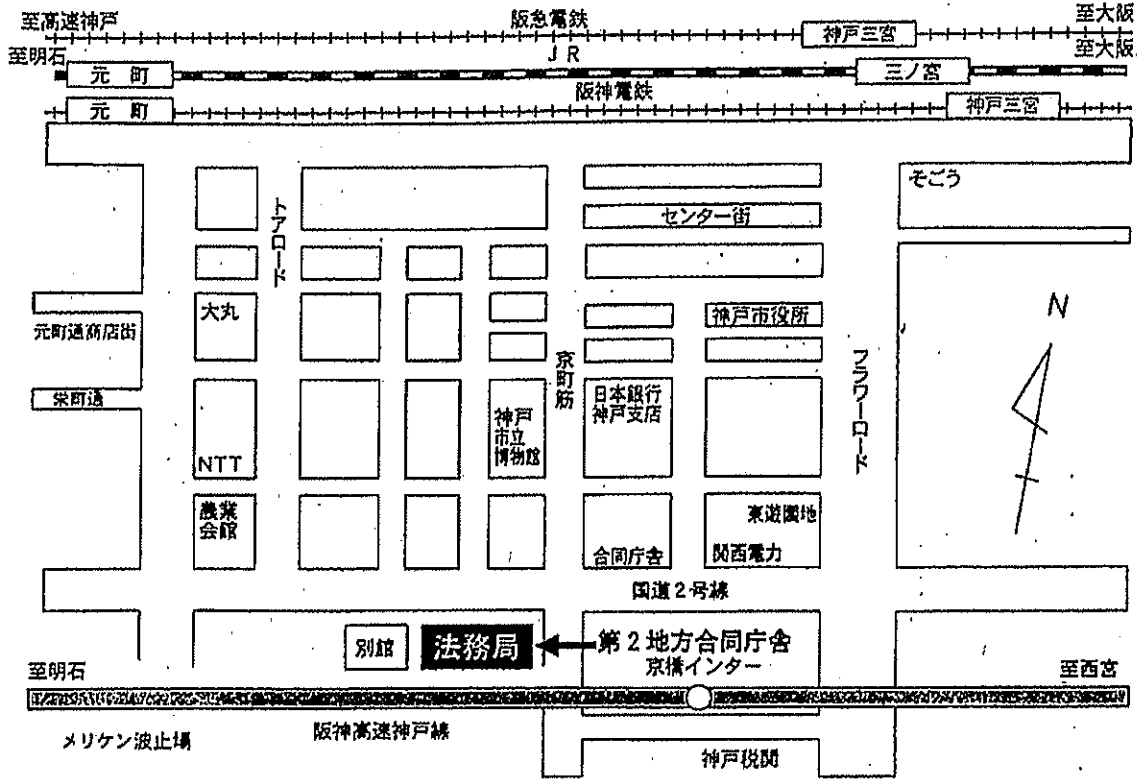 至高速神戸
阪急電鉄
神戸三宮
至大阪
至明石
JR
至大阪
元町
三ノ宮
阪神電鉄
元町
神戸三宮
そごう
トアロード
センター街
大丸
神戸市役所
元町通商店街
栄町通
京町筋
フラワーロード
N
神戸
市立
博物館
日本銀行
神戸支店
NTT
農業
会館
東遊園地
合同庁舎
関西電力
国道2号線
別館
法務局
第2地方合同庁舎
京橋インター
至明石
至西宮
メリケン波止場
阪神高速神戸線
神戸税関